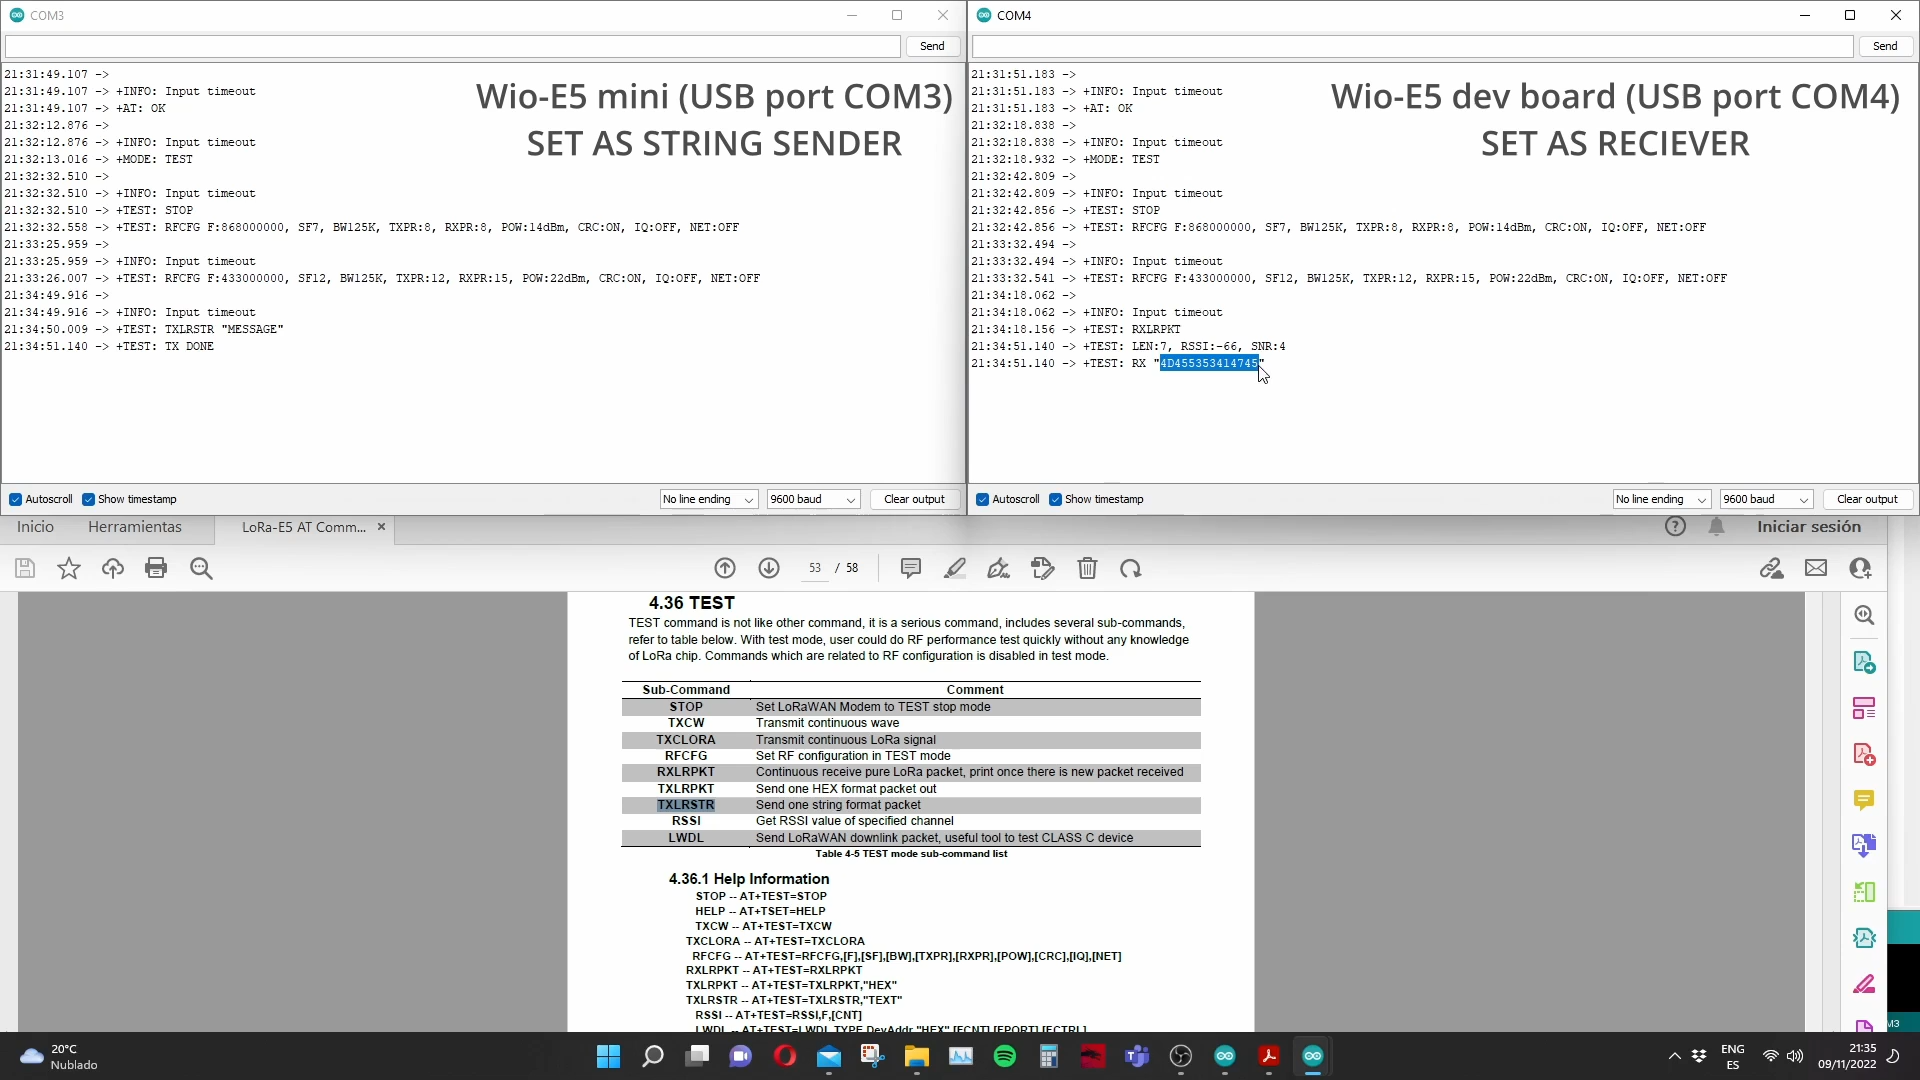 COM3
Send
21:31:49.107 ->
21:31:49.107 -> +INFO: Input timeout
21:31:49.107 -> +AT: OK
21:32:12.876 ->
21:32:12.876 -> +INFO: Input timeout
21:32:13.016 -> +MODE: TEST
21:32:32.510 ->
21:32:32.510 -> +INFO: Input timeout
21:32:32.510 -> +TEST: STOP
21:32:32.558 -> +TEST: RFCFG F:868000000, SF7, BW125K, TXPR:8, RXPR:8, POW:14dBm, CRC:ON, IQ:OFF, NET:OFF
21:33:25.959 ->
21:33:25.959 -> +INFO: Input timeout
21:33:26.007 -> +TEST: RFCFG F:433000000, SF12, BW125K, TXPR:12, RXPR:15, POW:22dBm, CRC:ON, IQ:OFF, NET:OFF
21:34:49.916 ->
21:34:49.916 -> +INFO: Input timeout
21:34:50.009 -> +TEST: TXLRSTR "MESSAGE"
21:34:51.140 -> +TEST: TX DONE
Wio-E5 mini (USB port COM3)
SET AS STRING SENDER
Autoscroll Show timestamp No line ending 9600 baud Clear output
COM4
Send
21:31:51.183 ->
21:31:51.183 -> +INFO: Input timeout
21:31:51.183 -> +AT: OK
21:32:18.838 ->
21:32:18.838 -> +INFO: Input timeout
21:32:18.932 -> +MODE: TEST
21:32:42.809 ->
21:32:42.809 -> +INFO: Input timeout
21:32:42.856 -> +TEST: STOP
21:32:42.856 -> +TEST: RFCFG F:868000000, SF7, BW125K, TXPR:8, RXPR:8, POW:14dBm, CRC:ON, IQ:OFF, NET:OFF
21:33:32.494 ->
21:33:32.494 -> +INFO: Input timeout
21:33:32.541 -> +TEST: RFCFG F:433000000, SF12, BW125K, TXPR:12, RXPR:15, POW:22dBm, CRC:ON, IQ:OFF, NET:OFF
21:34:18.062 ->
21:34:18.062 -> +INFO: Input timeout
21:34:18.156 -> +TEST: RXLRPKT
21:34:51.140 -> +TEST: LEN:7, RSSI:-66, SNR:4
21:34:51.140 -> +TEST: RX "4D455353414745"
Wio-E5 dev board (USB port COM4)
SET AS RECIEVER
Autoscroll Show timestamp No line ending 9600 baud Clear output
Inicio Herramientas LoRa-E5 AT Comm... Iniciar sesión
53 / 58
4.36 TEST
TEST command is not like other command, it is a serious command, includes several sub-commands,
refer to table below. With test mode, user could do RF performance test quickly without any knowledge
of LoRa chip. Commands which are related to RF configuration is disabled in test mode.
Sub-Command Comment
STOP Set LoRaWAN Modem to TEST stop mode
TXCW Transmit continuous wave
TXCLORA Transmit continuous LoRa signal
RFCFG Set RF configuration in TEST mode
RXLRPKT Continuous receive pure LoRa packet, print once there is new packet received
TXLRPKT Send one HEX format packet out
TXLRSTR Send one string format packet
RSSI Get RSSI value of specified channel
LWDL Send LoRaWAN downlink packet, useful tool to test CLASS C device
Table 4-5 TEST mode sub-command list
4.36.1 Help Information
STOP -- AT+TEST=STOP
HELP -- AT+TSET=HELP
TXCW -- AT+TEST=TXCW
TXCLORA -- AT+TEST=TXCLORA
RFCFG -- AT+TEST=RFCFG,[F],[SF],[BW],[TXPR],[RXPR],[POW],[CRC],[IQ],[NET]
RXLRPKT -- AT+TEST=RXLRPKT
TXLRPKT -- AT+TEST=TXLRPKT,"HEX"
TXLRSTR -- AT+TEST=TXLRSTR,"TEXT"
RSSI -- AT+TEST=RSSI,F,[CNT]
LWDL -- AT+TEST=LWDL,TYPE,DevAddr,"HEX",[FCNT],[FPORT],[FCTRL]
M3
20°C
Nublado
ENG
ES
21:35
09/11/2022